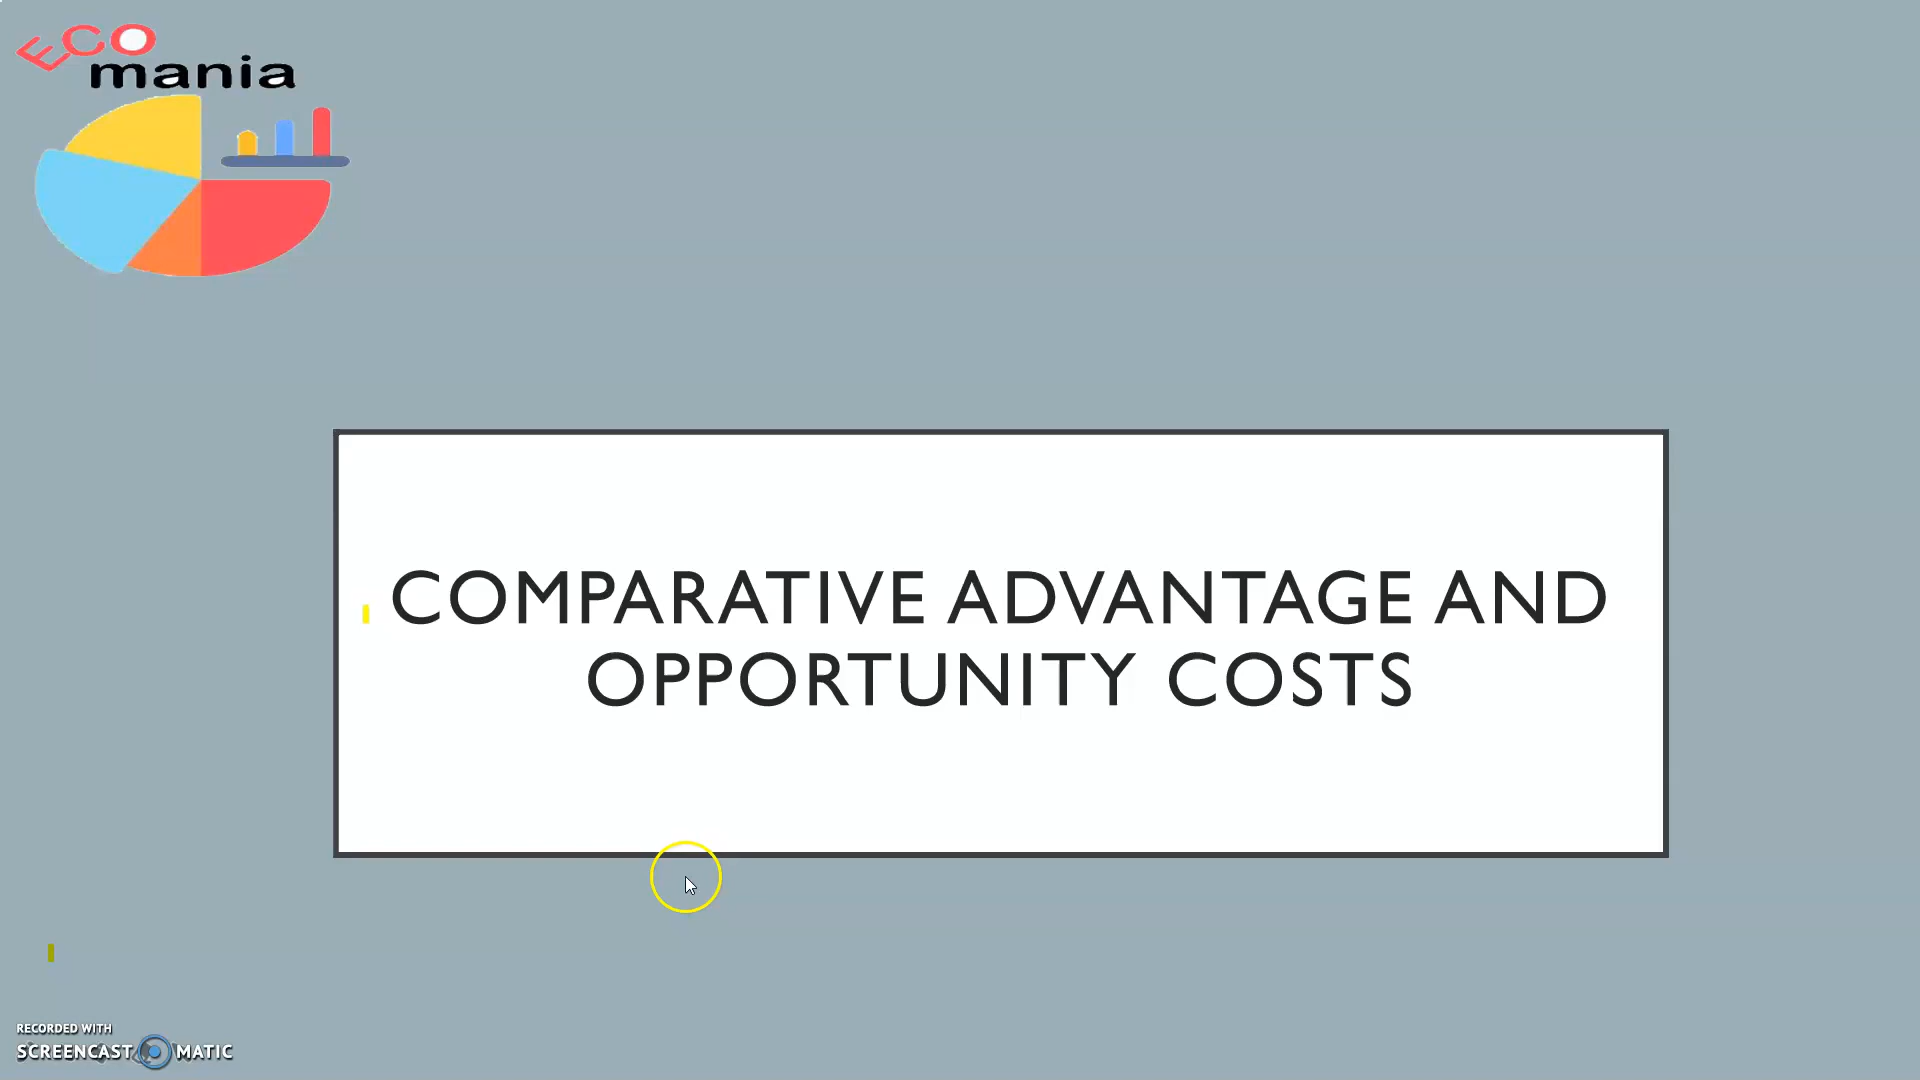 ECO
mania
COMPARATIVE ADVANTAGE AND
OPPORTUNITY COSTS
RECORDED WITH
SCREENCAST MATIC